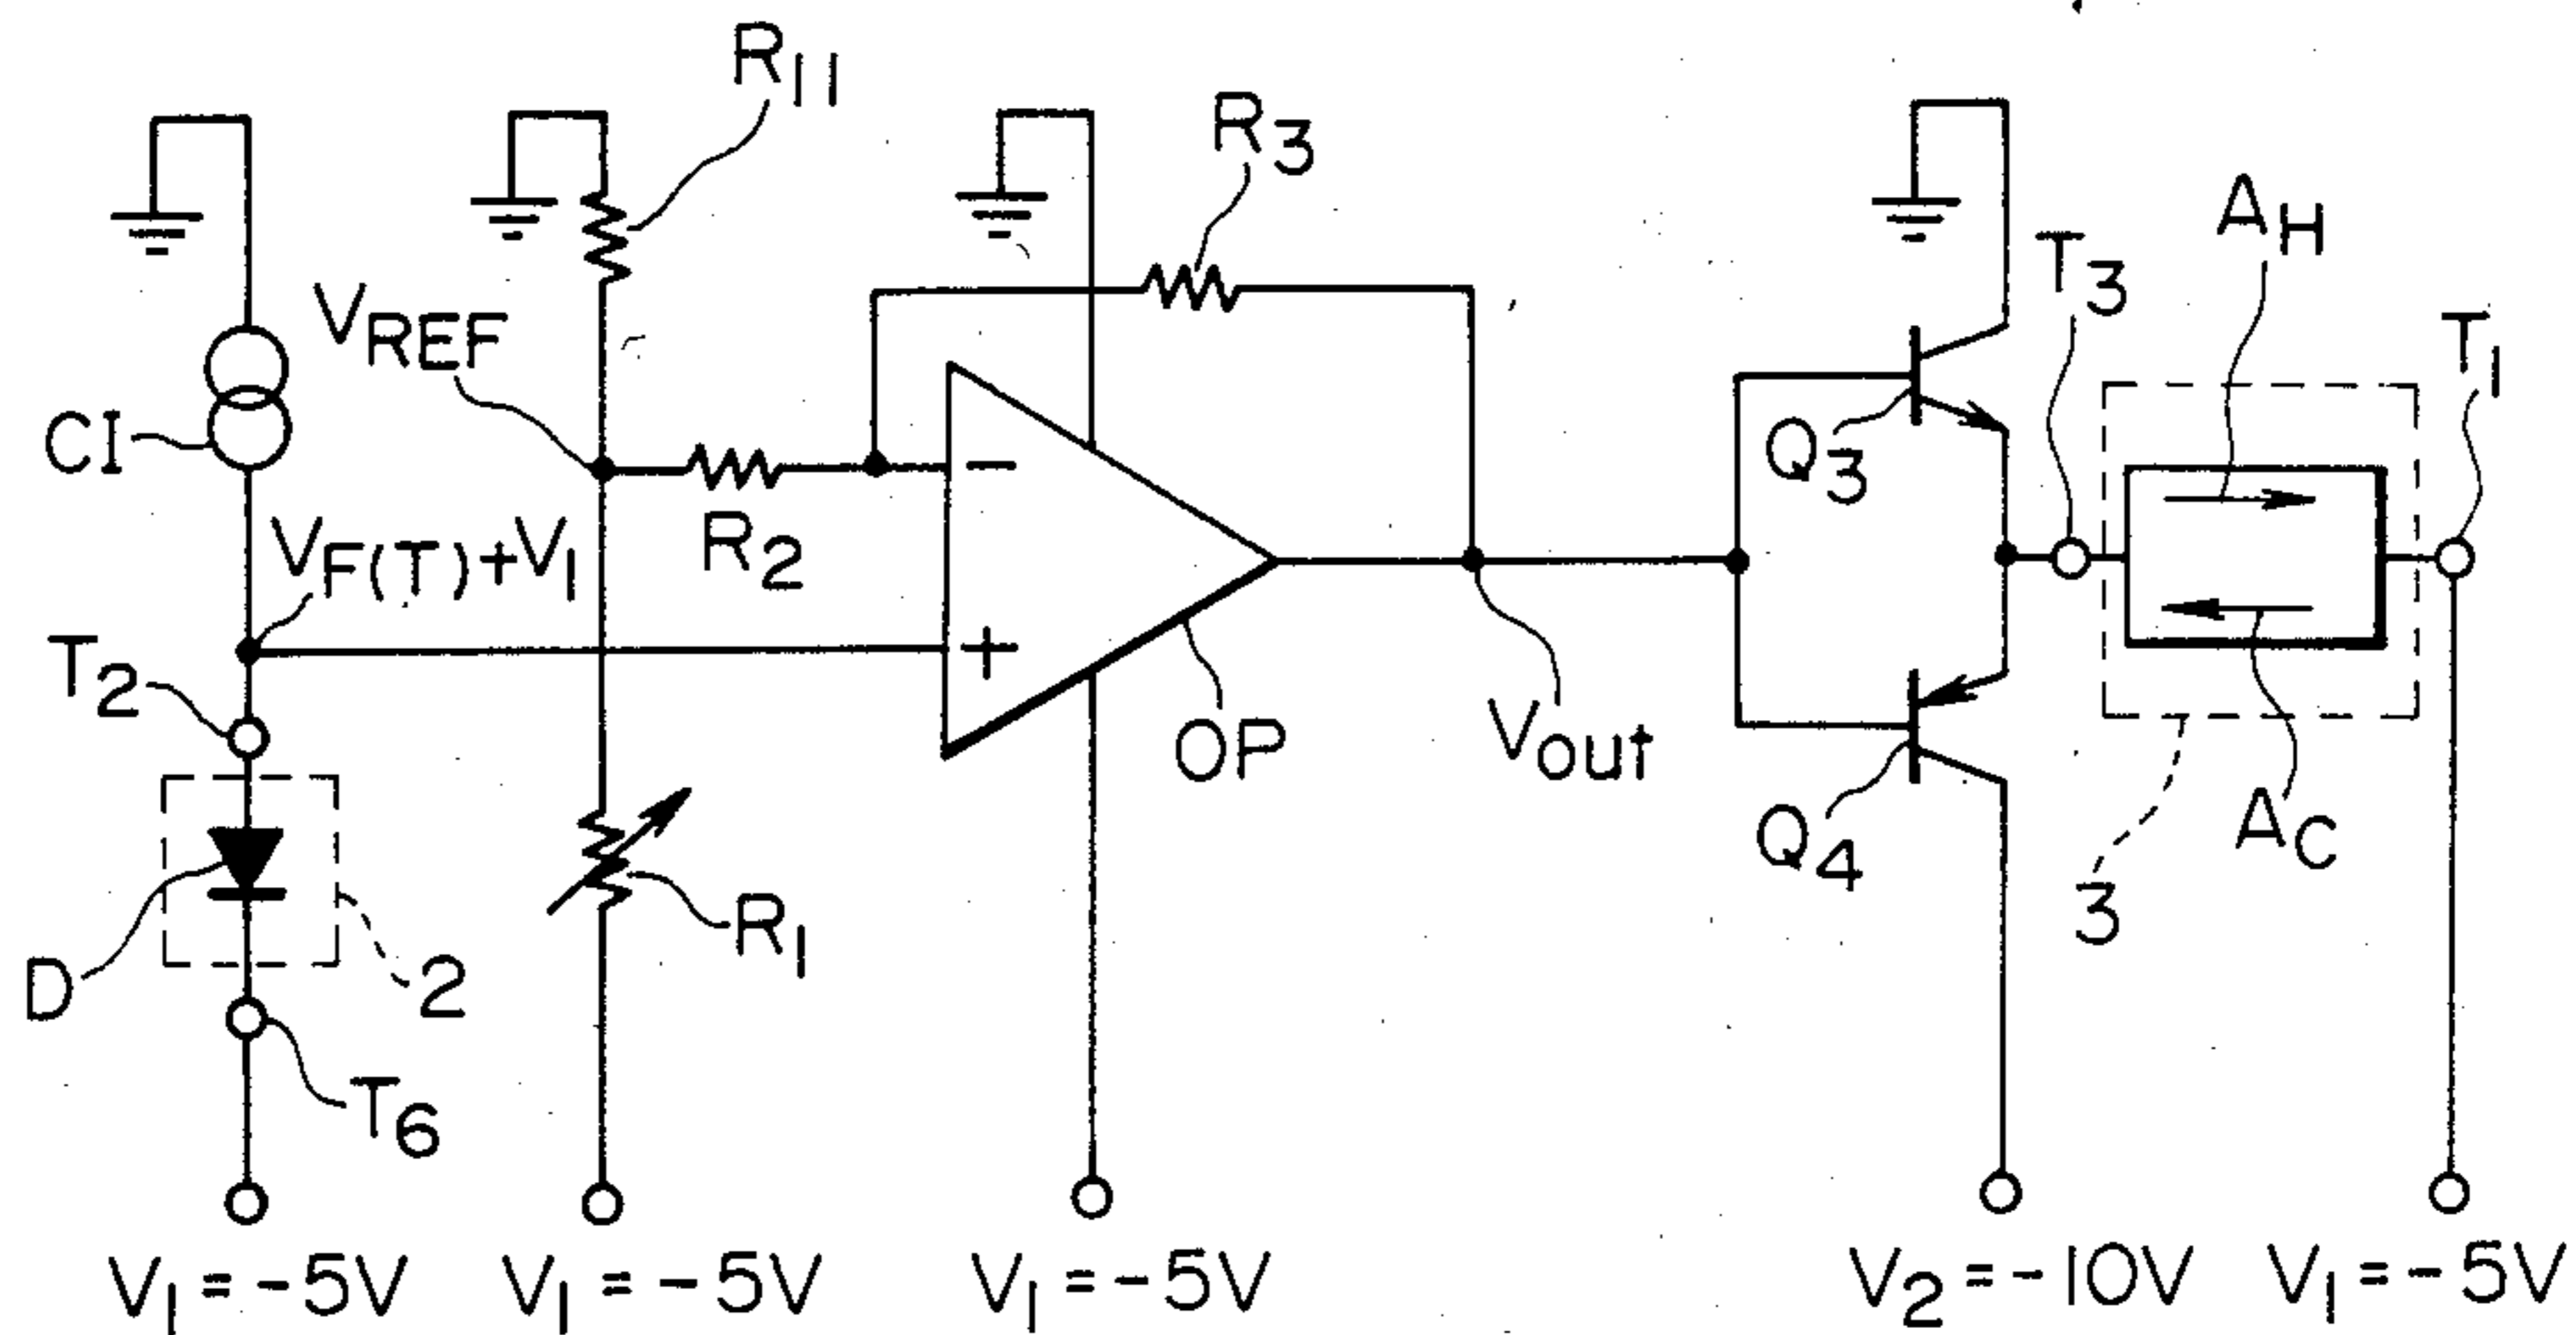 R11
R3
AH
T3
T1
VREF
CI
Q3
R2
VF(T)+V1
−
+
T2
OP
Vout
Q4
AC
3
D
2
R1
T6
V1 = -5V
V1 = -5V
V1 = -5V
V2 = -10V
V1 = -5V